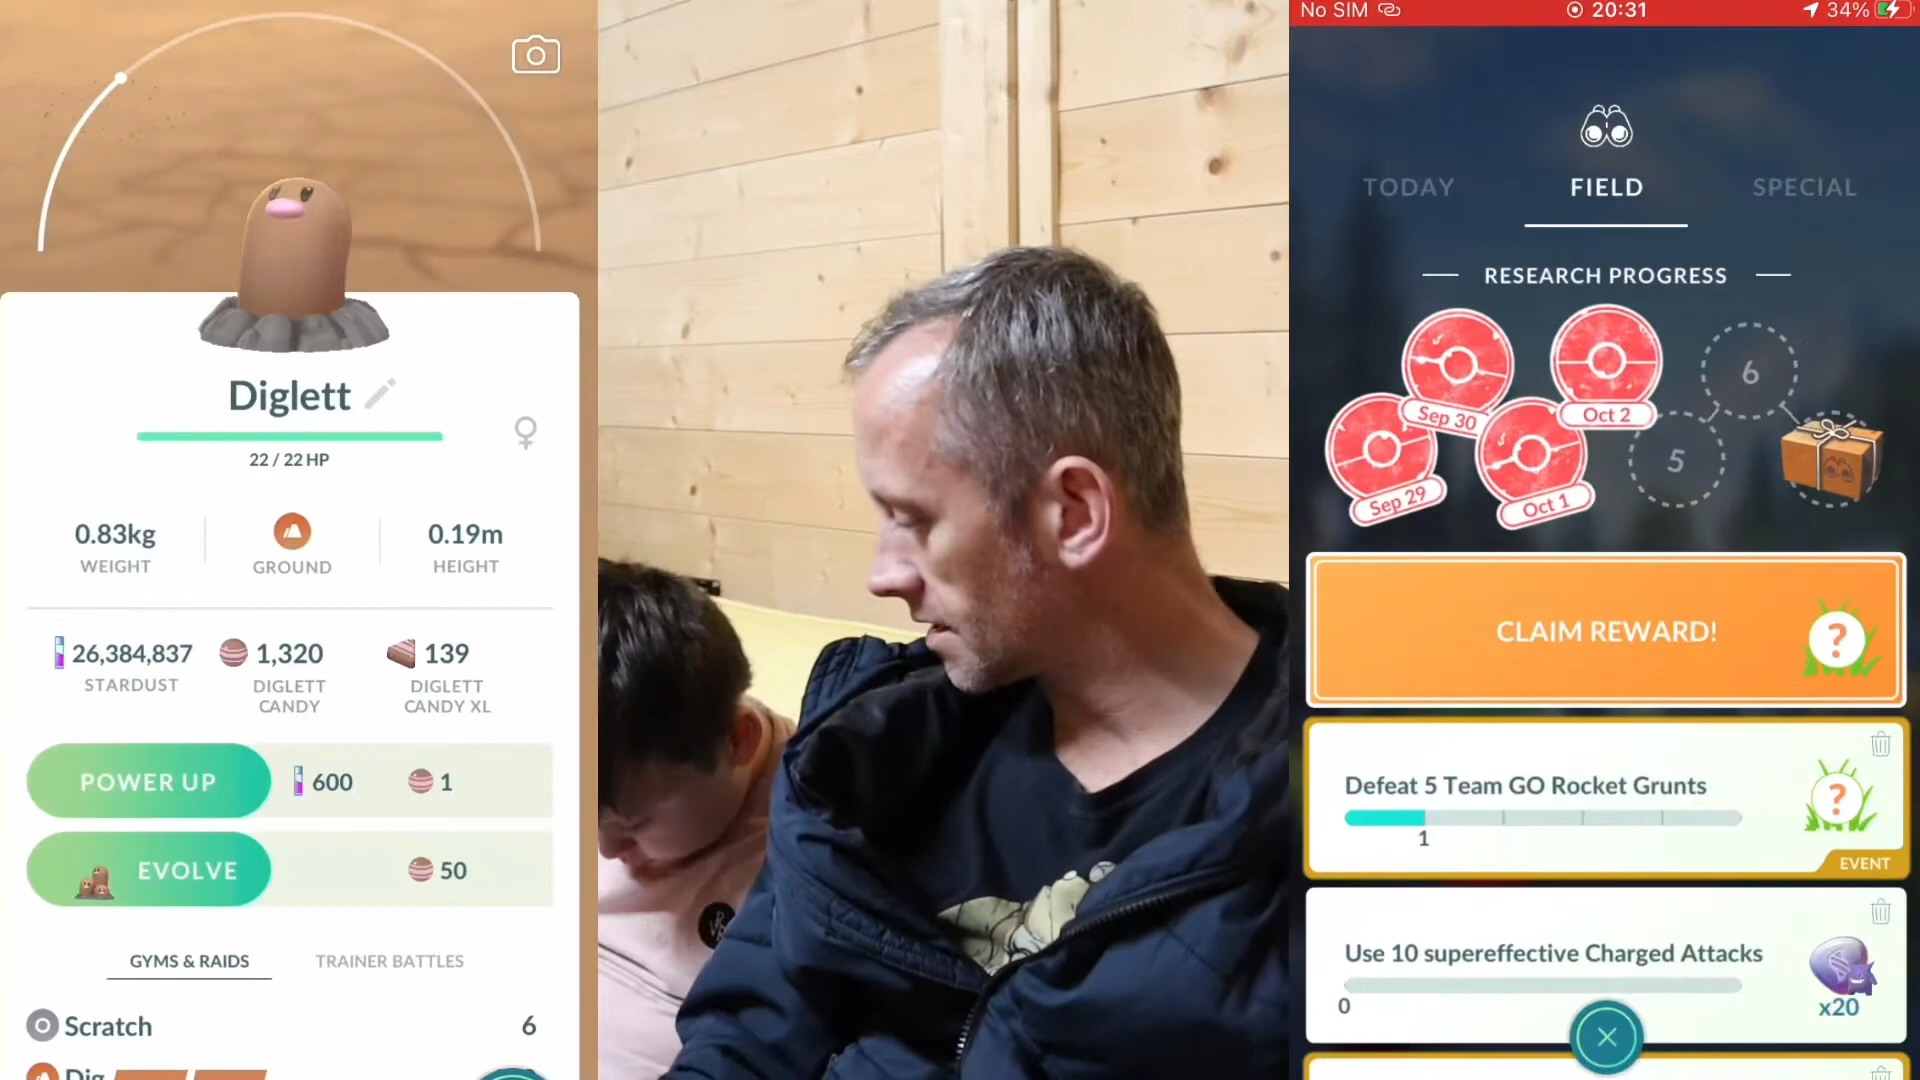 Diglett
22 / 22 HP
0.83kg
WEIGHT
GROUND
0.19m
HEIGHT
26,384,837
STARDUST
1,320
DIGLETT
CANDY
139
DIGLETT
CANDY XL
POWER UP
600
1
EVOLVE
50
GYMS & RAIDS
TRAINER BATTLES
Scratch
6
Dig
No SIM
20:31
34%
TODAY
FIELD
SPECIAL
RESEARCH PROGRESS
Sep 29
Sep 30
Oct 1
Oct 2
5
6
CLAIM REWARD!
?
Defeat 5 Team GO Rocket Grunts
1
?
EVENT
Use 10 supereffective Charged Attacks
0
x20